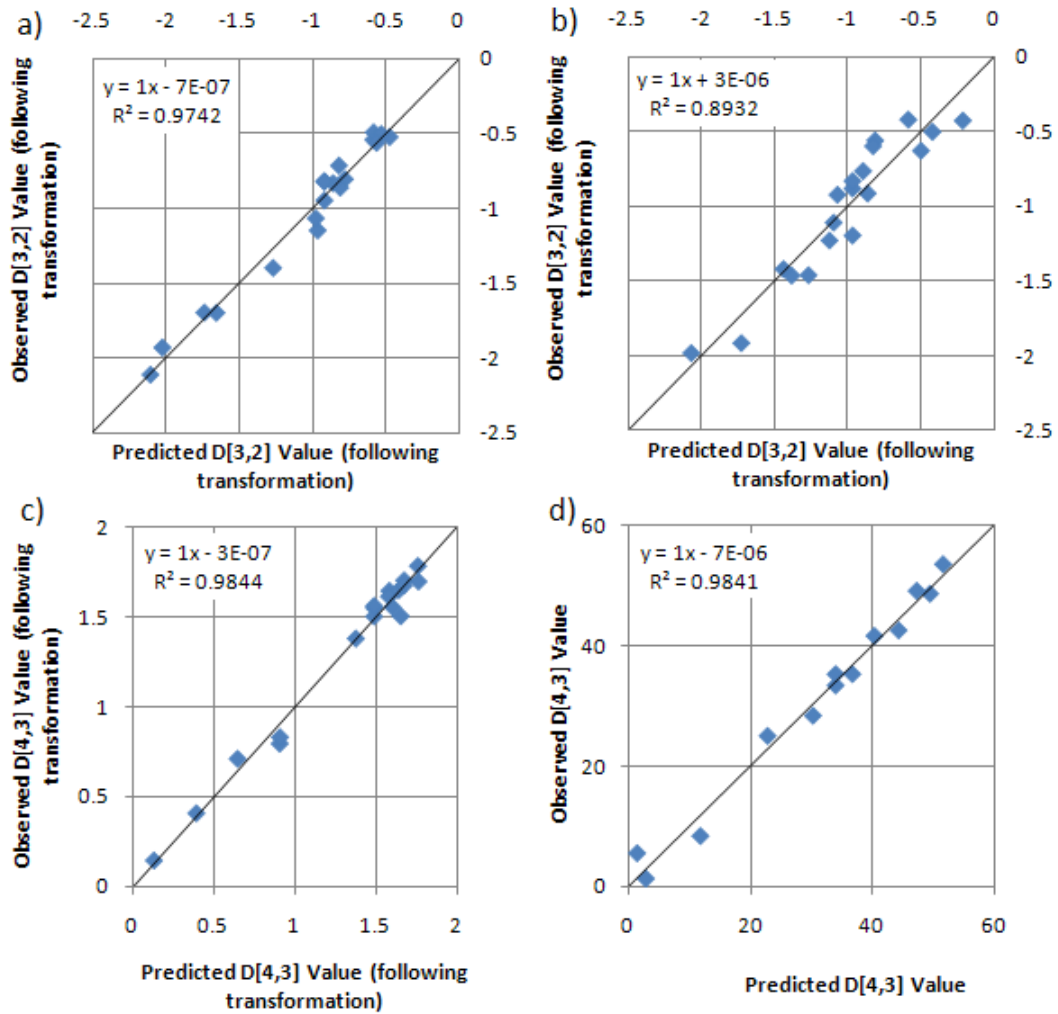 a)
-2.5 -2 -1.5 -1 -0.5 0
y = 1x - 7E-07
R² = 0.9742
Observed D[3,2] Value (following
transformation)
0
-0.5
-1
-1.5
-2
-2.5
Predicted D[3,2] Value (following
transformation)
b)
-2.5 -2 -1.5 -1 -0.5 0
y = 1x + 3E-06
R² = 0.8932
Observed D[3,2] Value (following
transformation)
0
-0.5
-1
-1.5
-2
-2.5
Predicted D[3,2] Value (following
transformation)
c)
y = 1x - 3E-07
R² = 0.9844
Observed D[4,3] Value (following
transformation)
2
1.5
1
0.5
0
0 0.5 1 1.5 2
Predicted D[4,3] Value (following
transformation)
d)
y = 1x - 7E-06
R² = 0.9841
Observed D[4,3] Value
60
40
20
0
0 20 40 60
Predicted D[4,3] Value